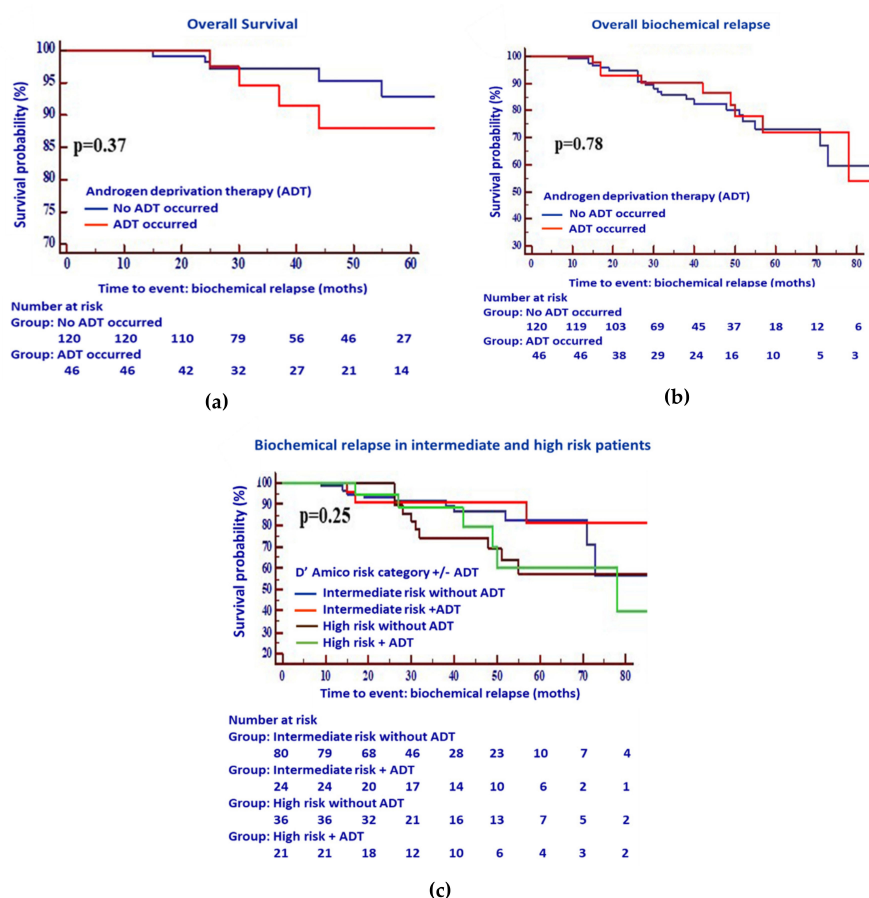 Overall Survival
Survival probability (%)
100
95
90
85
80
75
70
p=0.37
Androgen deprivation therapy (ADT)
No ADT occurred
ADT occurred
0 10 20 30 40 50 60
Time to event: biochemical relapse (moths)
Number at risk
Group: No ADT occurred
120 120 110 79 56 46 27
Group: ADT occurred
46 46 42 32 27 21 14
(a)
Overall biochemical relapse
Survival probability (%)
100
90
80
70
60
50
40
30
p=0.78
Androgen deprivation therapy (ADT)
No ADT occurred
ADT occurred
0 10 20 30 40 50 60 70 80
Time to event: biochemical relapse (moths)
Number at risk
Group: No ADT occurred
120 119 103 69 45 37 18 12 6
Group: ADT occurred
46 46 38 29 24 16 10 5 3
(b)
Biochemical relapse in intermediate and high risk patients
Survival probability (%)
100
90
80
70
60
50
40
30
20
p=0.25
D' Amico risk category +/- ADT
Intermediate risk without ADT
Intermediate risk +ADT
High risk without ADT
High risk + ADT
0 10 20 30 40 50 60 70 80
Time to event: biochemical relapse (moths)
Number at risk
Group: Intermediate risk without ADT
80 79 68 46 28 23 10 7 4
Group: Intermediate risk + ADT
24 24 20 17 14 10 6 2 1
Group: High risk without ADT
36 36 32 21 16 13 7 5 2
Group: High risk + ADT
21 21 18 12 10 6 4 3 2
(c)